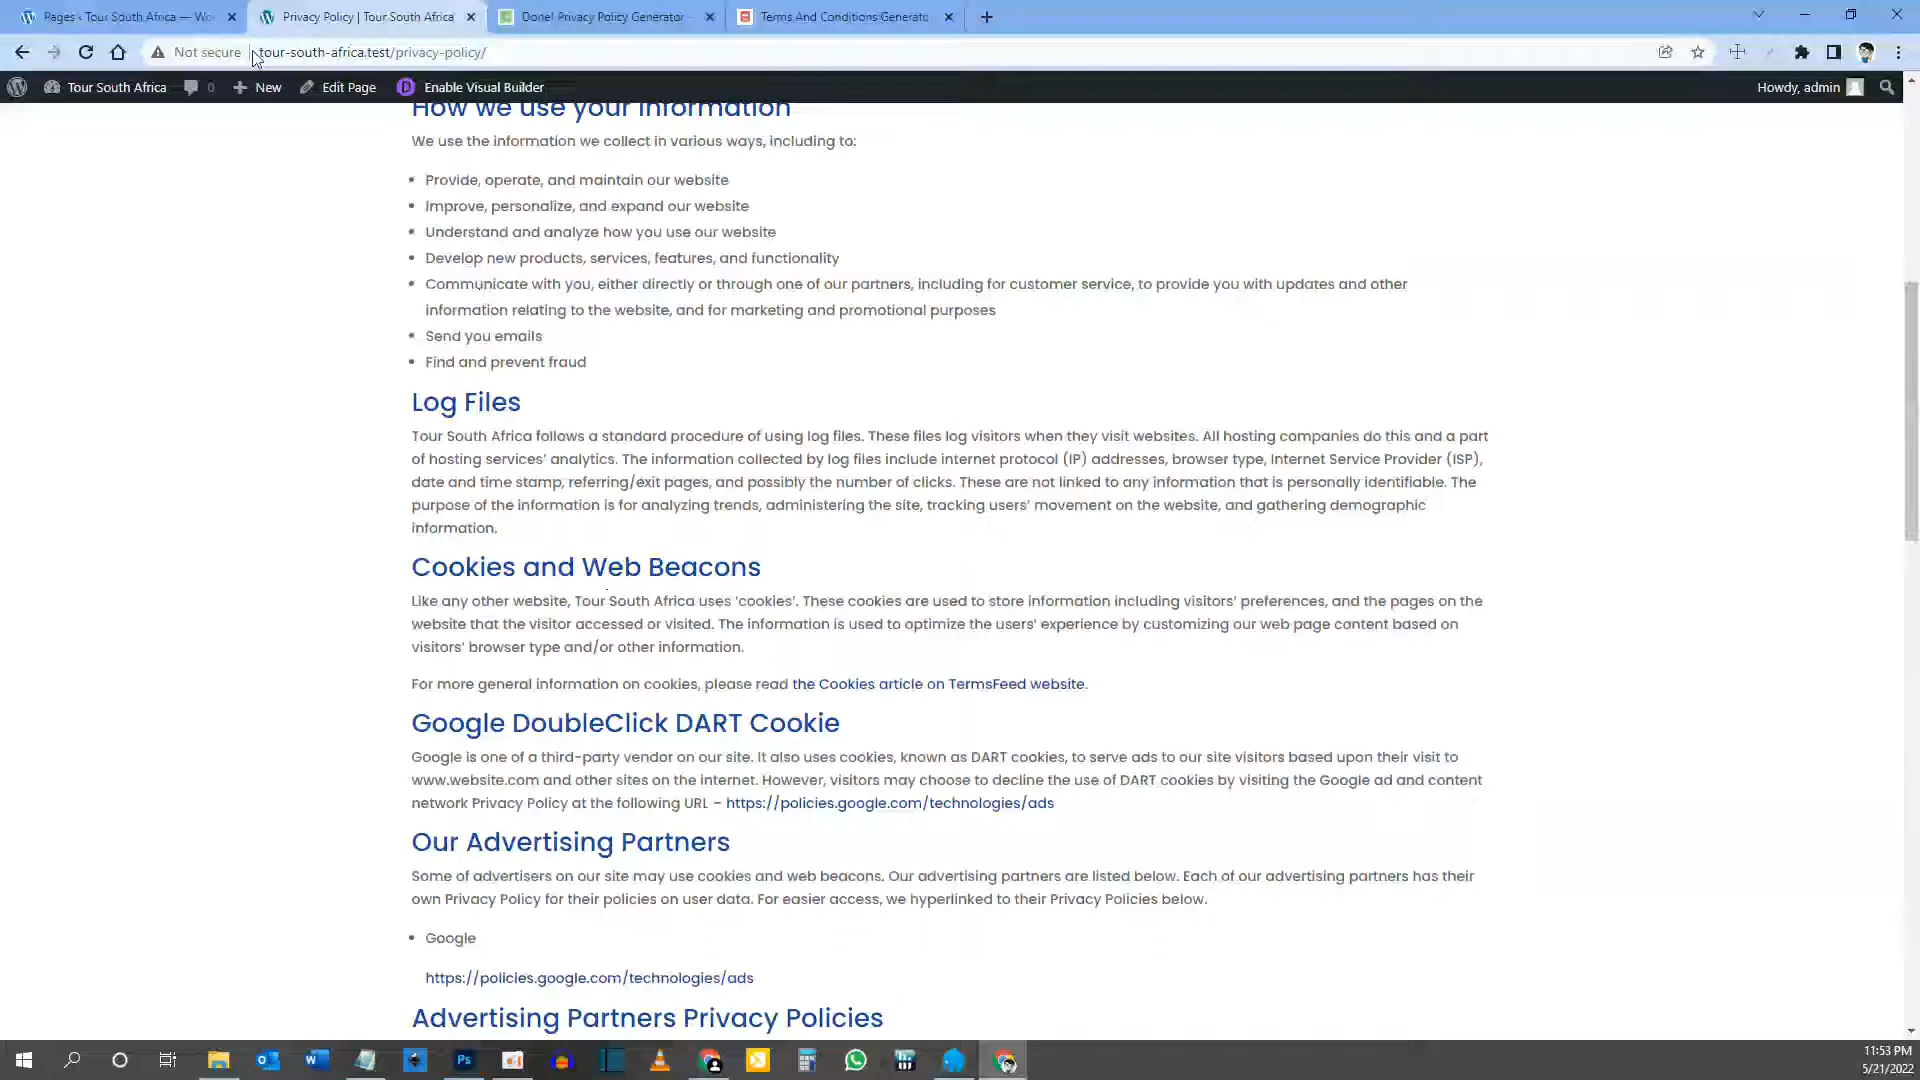 Pages ‹ Tour South Africa — Wo
Privacy Policy | Tour South Africa
Done! Privacy Policy Generator -
Terms And Conditions Generato
Not secure
tour-south-africa.test/privacy-policy/
Tour South Africa
0
New
Edit Page
Enable Visual Builder
Howdy, admin
How we use your information
We use the information we collect in various ways, including to:
Provide, operate, and maintain our website
Improve, personalize, and expand our website
Understand and analyze how you use our website
Develop new products, services, features, and functionality
Communicate with you, either directly or through one of our partners, including for customer service, to provide you with updates and other
information relating to the website, and for marketing and promotional purposes
Send you emails
Find and prevent fraud
Log Files
Tour South Africa follows a standard procedure of using log files. These files log visitors when they visit websites. All hosting companies do this and a part
of hosting services’ analytics. The information collected by log files include internet protocol (IP) addresses, browser type, Internet Service Provider (ISP),
date and time stamp, referring/exit pages, and possibly the number of clicks. These are not linked to any information that is personally identifiable. The
purpose of the information is for analyzing trends, administering the site, tracking users’ movement on the website, and gathering demographic
information.
Cookies and Web Beacons
Like any other website, Tour South Africa uses ‘cookies’. These cookies are used to store information including visitors’ preferences, and the pages on the
website that the visitor accessed or visited. The information is used to optimize the users’ experience by customizing our web page content based on
visitors’ browser type and/or other information.
For more general information on cookies, please read the Cookies article on TermsFeed website.
Google DoubleClick DART Cookie
Google is one of a third-party vendor on our site. It also uses cookies, known as DART cookies, to serve ads to our site visitors based upon their visit to
www.website.com and other sites on the internet. However, visitors may choose to decline the use of DART cookies by visiting the Google ad and content
network Privacy Policy at the following URL – https://policies.google.com/technologies/ads
Our Advertising Partners
Some of advertisers on our site may use cookies and web beacons. Our advertising partners are listed below. Each of our advertising partners has their
own Privacy Policy for their policies on user data. For easier access, we hyperlinked to their Privacy Policies below.
Google
https://policies.google.com/technologies/ads
Advertising Partners Privacy Policies
Ps
11:53 PM
5/21/2022